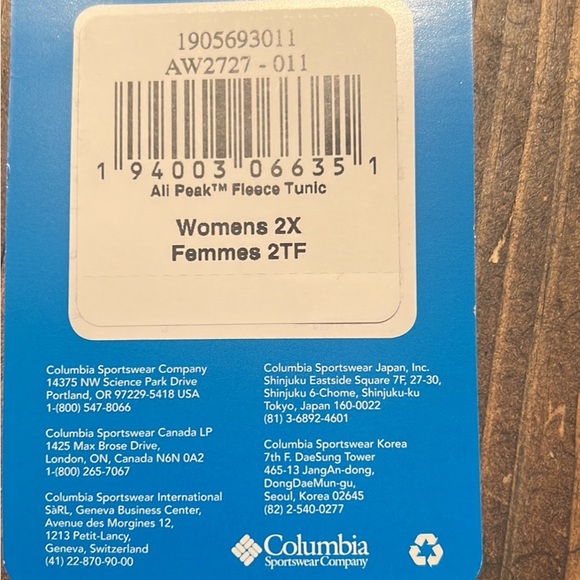 1905693011
AW2727 - 011
1 94003 06635 1
Ali Peak™ Fleece Tunic
Womens 2X
Femmes 2TF
Columbia Sportswear Company
14375 NW Science Park Drive
Portland, OR 97229-5418 USA
1-(800) 547-8066
Columbia Sportswear Canada LP
1425 Max Brose Drive,
London, ON, Canada N6N 0A2
1-(800) 265-7067
Columbia Sportswear International
SàRL, Geneva Business Center,
Avenue des Morgines 12,
1213 Petit-Lancy,
Geneva, Switzerland
(41) 22-870-90-00
Columbia Sportswear Japan, Inc.
Shinjuku Eastside Square 7F, 27-30,
Shinjuku 6-Chome, Shinjuku-ku
Tokyo, Japan 160-0022
(81) 3-6892-4601
Columbia Sportswear Korea
7th F. DaeSung Tower
465-13 JangAn-dong,
DongDaeMun-gu,
Seoul, Korea 02645
(82) 2-540-0277
Columbia
Sportswear Company